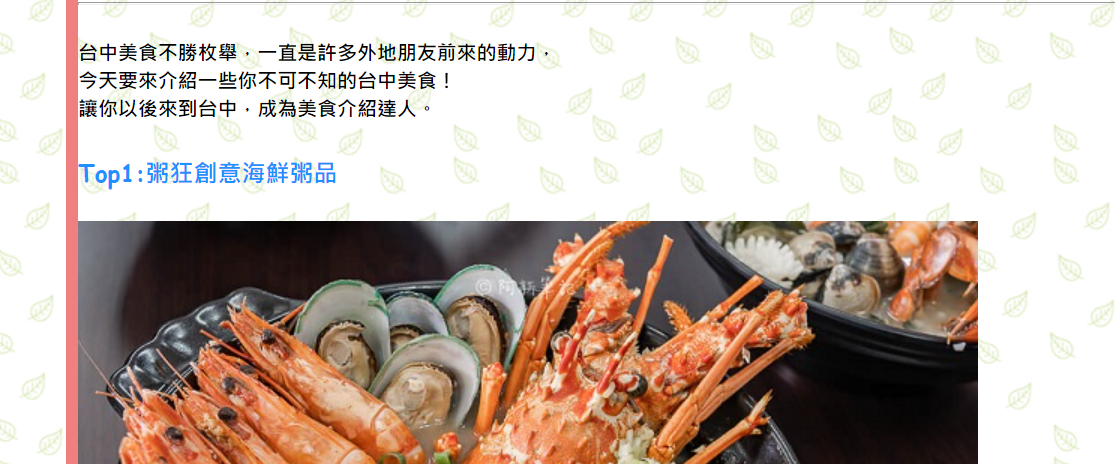 台中美食不勝枚舉，一直是許多外地朋友前來的動力，
今天要來介紹一些你不可不知的台中美食！
讓你以後來到台中，成為美食介紹達人。
Top1:粥狂創意海鮮粥品